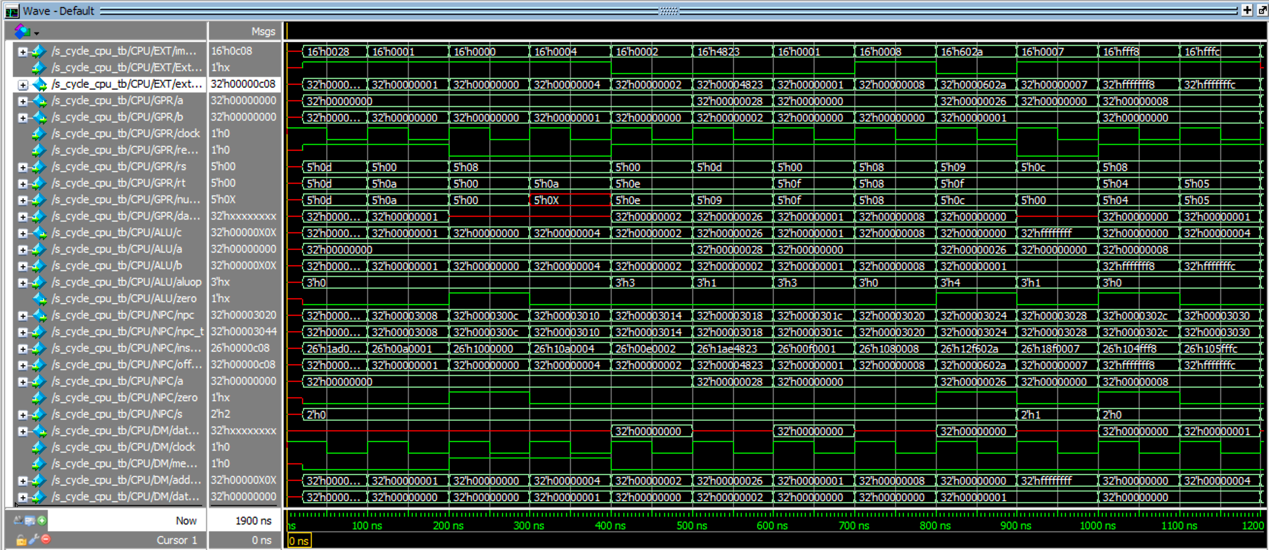 Wave - Default
Msgs
/s_cycle_cpu_tb/CPU/EXT/im... 16'h0c08 16'h0028 16'h0001 16'h0000 16'h0004 16'h0002 16'h4823 16'h0001 16'h0008 16'h602a 16'h0007 16'hfff8 16'hfffc
/s_cycle_cpu_tb/CPU/EXT/Ext... 1'hx
/s_cycle_cpu_tb/CPU/EXT/ext... 32'h00000c08 32'h0000... 32'h00000001 32'h00000000 32'h00000004 32'h00000002 32'h00004823 32'h00000001 32'h00000008 32'h0000602a 32'h00000007 32'hfffffff8 32'hfffffffc
/s_cycle_cpu_tb/CPU/GPR/a 32'h00000000 32'h00000000 32'h00000028 32'h00000000 32'h00000026 32'h00000000 32'h00000008
/s_cycle_cpu_tb/CPU/GPR/b 32'h00000000 32'h0000... 32'h00000000 32'h00000000 32'h00000001 32'h00000000 32'h00000002 32'h00000000 32'h00000000 32'h00000001 32'h00000000
/s_cycle_cpu_tb/CPU/GPR/clock 1'h0
/s_cycle_cpu_tb/CPU/GPR/re... 1'h0
/s_cycle_cpu_tb/CPU/GPR/rs 5'h00 5'h0d 5'h00 5'h08 5'h00 5'h0d 5'h00 5'h08 5'h09 5'h0c 5'h08
/s_cycle_cpu_tb/CPU/GPR/rt 5'h00 5'h0d 5'h0a 5'h00 5'h0a 5'h0e 5'h0f 5'h08 5'h0f 5'h04 5'h05
/s_cycle_cpu_tb/CPU/GPR/nu... 5'h0X 5'h0d 5'h0a 5'h00 5'h0X 5'h0e 5'h09 5'h0f 5'h08 5'h0c 5'h00 5'h04 5'h05
/s_cycle_cpu_tb/CPU/GPR/da... 32'hxxxxxxxx 32'h0000... 32'h00000001 32'h00000002 32'h00000026 32'h00000001 32'h00000008 32'h00000000 32'h00000000 32'h00000001
/s_cycle_cpu_tb/CPU/ALU/c 32'h00000X0X 32'h0000... 32'h00000001 32'h00000000 32'h00000004 32'h00000002 32'h00000026 32'h00000001 32'h00000008 32'h00000000 32'hffffffff 32'h00000000 32'h00000004
/s_cycle_cpu_tb/CPU/ALU/a 32'h00000000 32'h00000000 32'h00000028 32'h00000000 32'h00000026 32'h00000000 32'h00000008
/s_cycle_cpu_tb/CPU/ALU/b 32'h00000X0X 32'h0000... 32'h00000001 32'h00000000 32'h00000004 32'h00000002 32'h00000002 32'h00000001 32'h00000008 32'h00000001 32'hfffffff8 32'hfffffffc
/s_cycle_cpu_tb/CPU/ALU/aluop 3'hx 3'h0 3'h3 3'h1 3'h3 3'h0 3'h4 3'h1 3'h0
/s_cycle_cpu_tb/CPU/ALU/zero 1'hx
/s_cycle_cpu_tb/CPU/NPC/npc 32'h00003020 32'h0000... 32'h00003008 32'h0000300c 32'h00003010 32'h00003014 32'h00003018 32'h0000301c 32'h00003020 32'h00003024 32'h00003028 32'h0000302c 32'h00003030
/s_cycle_cpu_tb/CPU/NPC/npc_t 32'h00003044 32'h0000... 32'h00003008 32'h0000300c 32'h00003010 32'h00003014 32'h00003018 32'h0000301c 32'h00003020 32'h00003024 32'h00003028 32'h0000302c 32'h00003030
/s_cycle_cpu_tb/CPU/NPC/ins... 26'h0000c08 26'h1ad0... 26'h00a0001 26'h1000000 26'h10a0004 26'h00e0002 26'h1ae4823 26'h00f0001 26'h1080008 26'h12f602a 26'h18f0007 26'h104fff8 26'h105fffc
/s_cycle_cpu_tb/CPU/NPC/off... 32'h00000c08 32'h0000... 32'h00000001 32'h00000000 32'h00000004 32'h00000002 32'h00004823 32'h00000001 32'h00000008 32'h0000602a 32'h00000007 32'hfffffff8 32'hfffffffc
/s_cycle_cpu_tb/CPU/NPC/a 32'h00000000 32'h00000000 32'h00000028 32'h00000000 32'h00000026 32'h00000000 32'h00000008
/s_cycle_cpu_tb/CPU/NPC/zero 1'hx
/s_cycle_cpu_tb/CPU/NPC/s 2'h2 2'h0 2'h1 2'h0
/s_cycle_cpu_tb/CPU/DM/dat... 32'hxxxxxxxx 32'h00000000 32'h00000000 32'h00000000 32'h00000000 32'h00000001
/s_cycle_cpu_tb/CPU/DM/clock 1'h0
/s_cycle_cpu_tb/CPU/DM/me... 1'h0
/s_cycle_cpu_tb/CPU/DM/add... 32'h00000X0X 32'h0000... 32'h00000001 32'h00000000 32'h00000004 32'h00000002 32'h00000026 32'h00000001 32'h00000008 32'h00000000 32'hffffffff 32'h00000000 32'h00000004
/s_cycle_cpu_tb/CPU/DM/dat... 32'h00000000 32'h0000... 32'h00000000 32'h00000000 32'h00000001 32'h00000000 32'h00000002 32'h00000000 32'h00000000 32'h00000001 32'h00000000
Now 1900 ns ns 100 ns 200 ns 300 ns 400 ns 500 ns 600 ns 700 ns 800 ns 900 ns 1000 ns 1100 ns 1200
Cursor 1 0 ns 0 ns